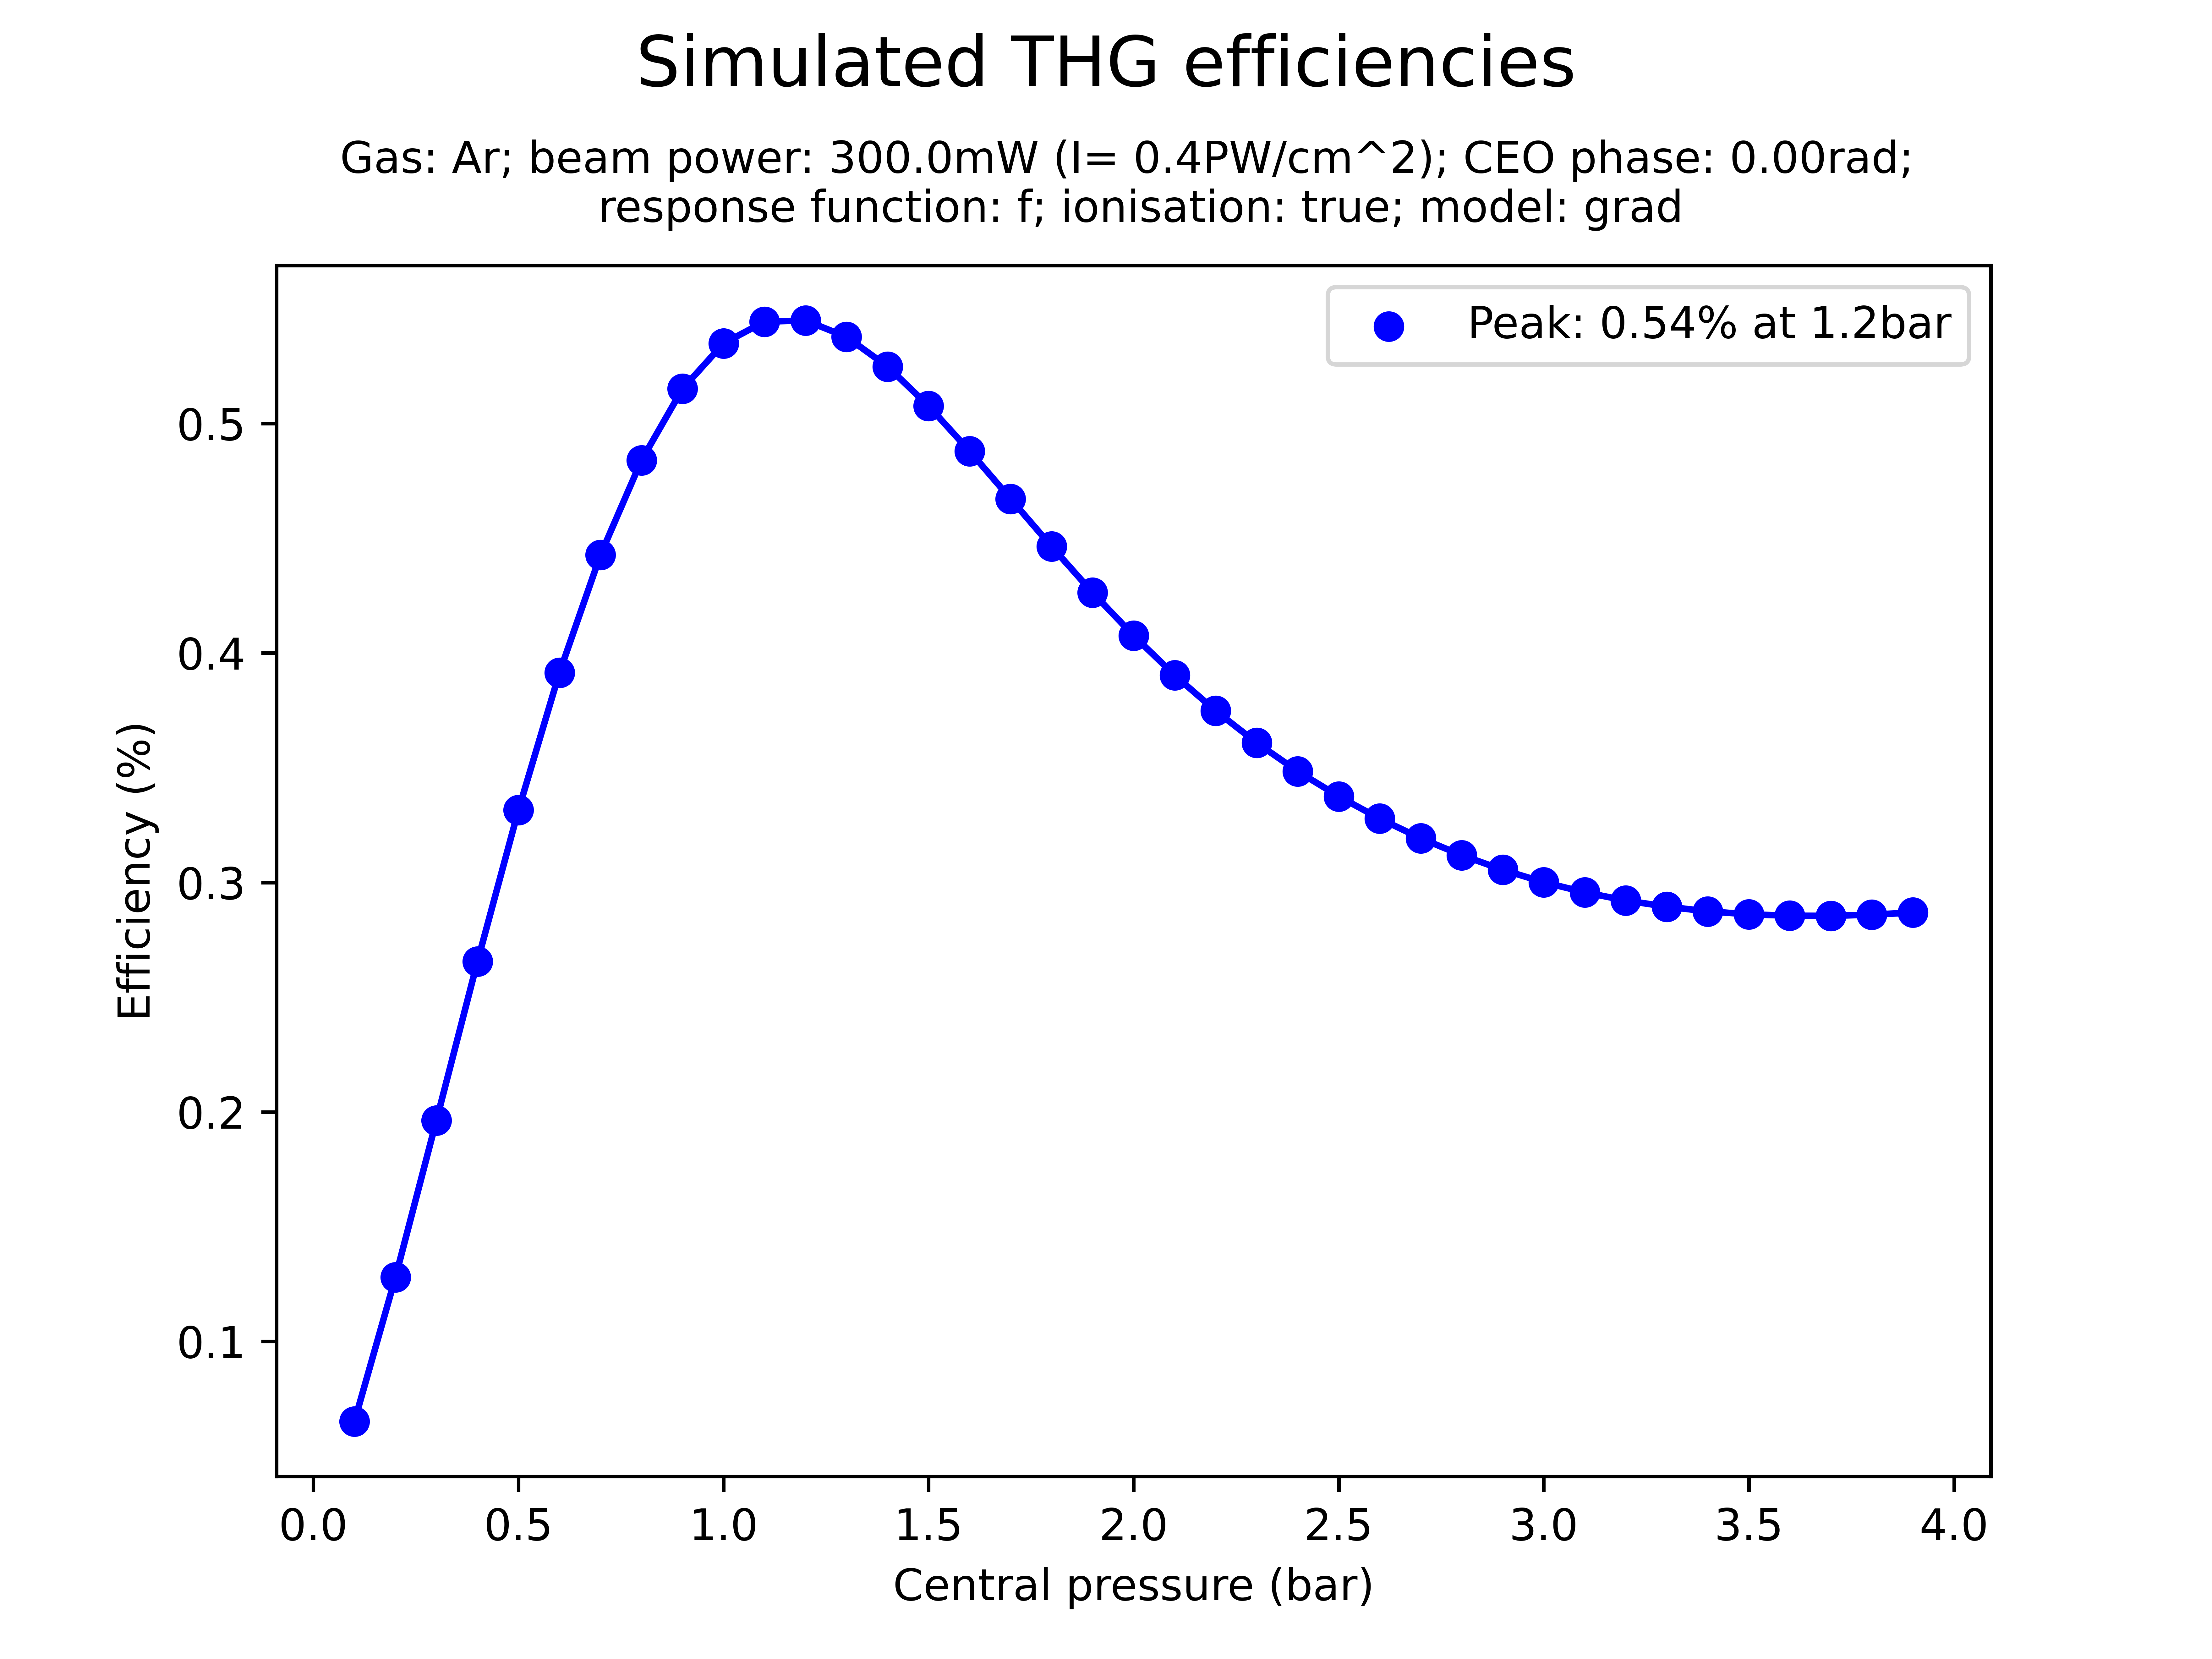 Simulated THG efficiencies
Gas: Ar; beam power: 300.0mW (I= 0.4PW/cm^2); CEO phase: 0.00rad;
response function: f; ionisation: true; model: grad
Peak: 0.54% at 1.2bar
0.5
0.4
0.3
0.2
0.1
Efficiency (%)
0.0 0.5 1.0 1.5 2.0 2.5 3.0 3.5 4.0
Central pressure (bar)